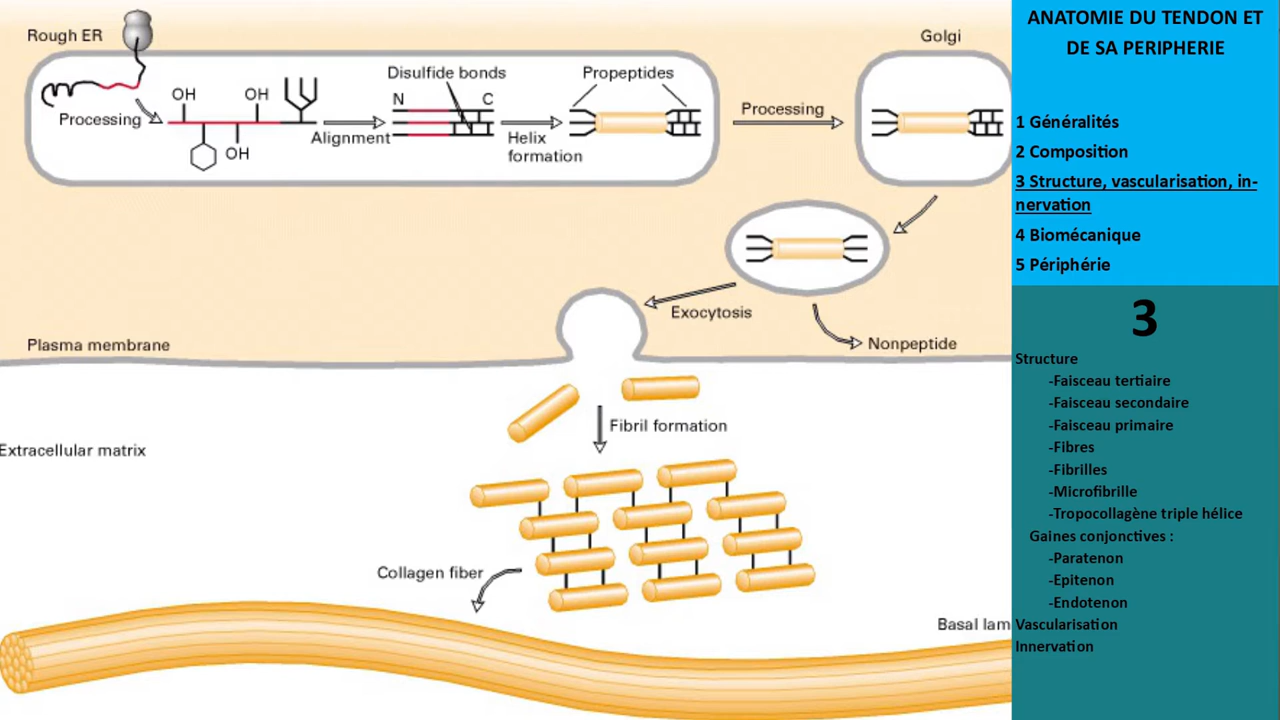 Rough ER
OH
OH
Processing
OH
Alignment
Disulfide bonds
N
C
Helix
formation
Propeptides
Processing
Golgi
Exocytosis
Nonpeptide
Plasma membrane
Fibril formation
Extracellular matrix
Collagen fiber
Basal lam
ANATOMIE DU TENDON ET
DE SA PERIPHERIE
1 Généralités
2 Composition
3 Structure, vascularisation, in-
nervation
4 Biomécanique
5 Périphérie
3
Structure
-Faisceau tertiaire
-Faisceau secondaire
-Faisceau primaire
-Fibres
-Fibrilles
-Microfibrille
-Tropocollagène triple hélice
Gaines conjonctives :
-Paratenon
-Epitenon
-Endotenon
Vascularisation
Innervation